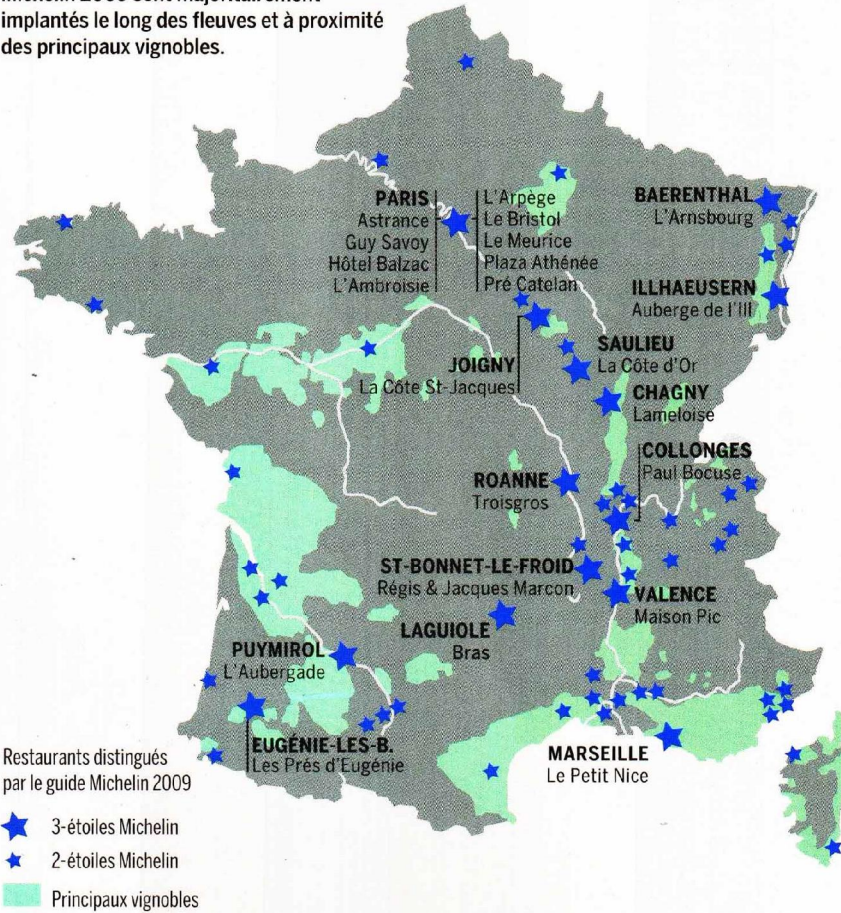 implantés le long des fleuves et à proximité
des principaux vignobles.
PARIS
Astrance
Guy Savoy
Hôtel Balzac
L'Ambroisie
L'Arpège
Le Bristol
Le Meurice
Plaza Athénée
Pré Catelan
BAERENTHAL
L'Arnsbourg
ILLHAEUSERN
Auberge de l'Ill
JOIGNY
La Côte St-Jacques
SAULIEU
La Côte d'Or
CHAGNY
Lameloise
COLLONGES
Paul Bocuse
ROANNE
Troisgros
ST-BONNET-LE-FROID
Régis & Jacques Marcon
VALENCE
Maison Pic
LAGUIOLE
Bras
PUYMIROL
L'Aubergade
EUGÉNIE-LES-B.
Les Prés d'Eugénie
MARSEILLE
Le Petit Nice
Restaurants distingués
par le guide Michelin 2009
3-étoiles Michelin
2-étoiles Michelin
Principaux vignobles